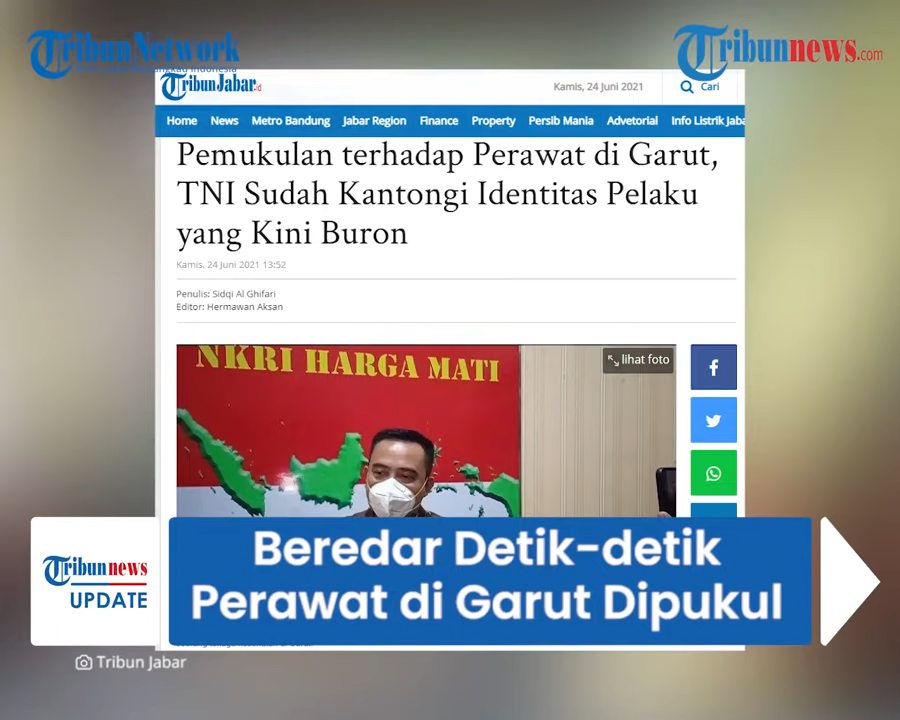 Tribun Network
Tribunnews.com
TribunJabar.id
Kamis, 24 Juni 2021
Cari
Home News Metro Bandung Jabar Region Finance Property Persib Mania Advetorial Info Listrik Jaba
Pemukulan terhadap Perawat di Garut,
TNI Sudah Kantongi Identitas Pelaku
yang Kini Buron
Kamis, 24 Juni 2021 13:52
Penulis: Sidqi Al Ghifari
Editor: Hermawan Aksan
NKRI HARGA MATI
lihat foto
Tribunnews
UPDATE
Beredar Detik-detik
Perawat di Garut Dipukul
Tribun Jabar